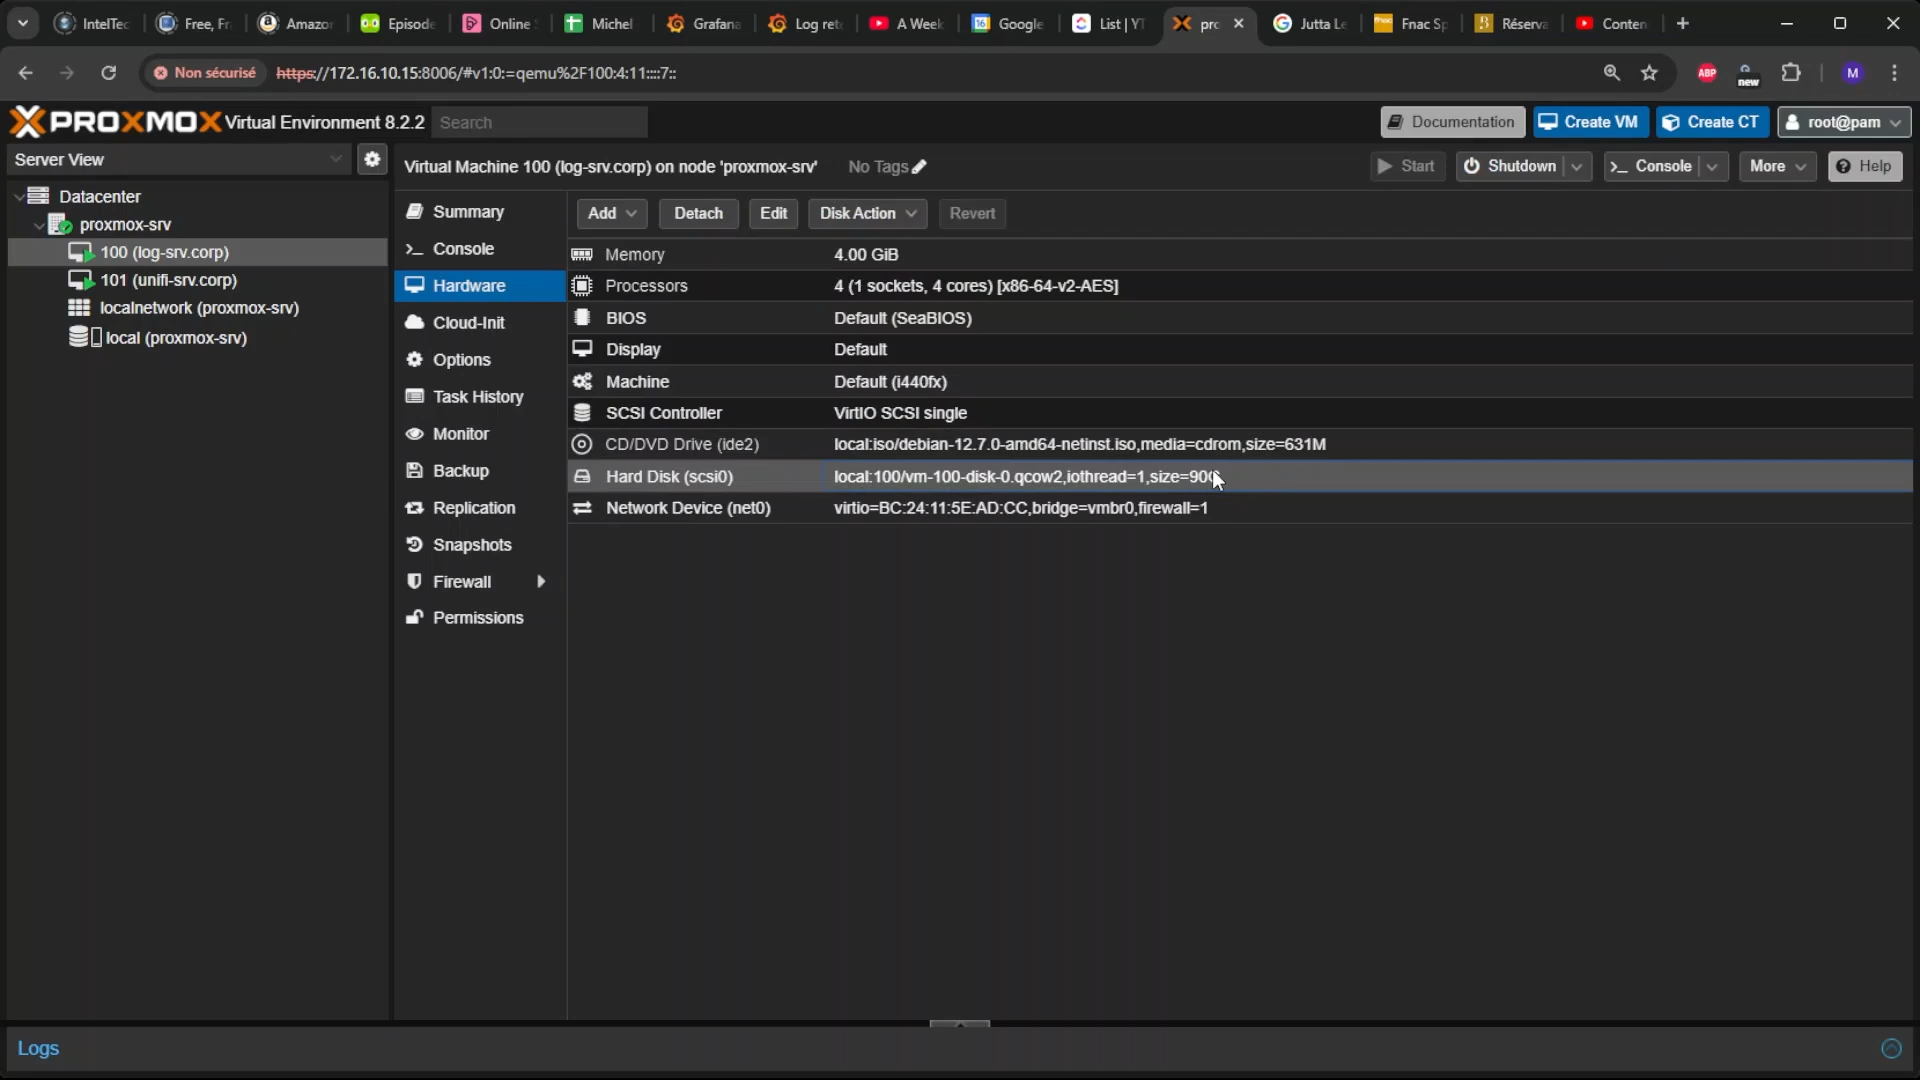 IntelTec
Free, Fr
Amazon
Episode
Online
Michel
Grafana
Log ret
A Week
Google
List | YT
pro
Jutta Le
Fnac Sp
Réserva
Conten
Non sécurisé
https://172.16.10.15:8006/#v1:0:=qemu%2F100:4:11::::7::
ABP
new
M
PROXMOX Virtual Environment 8.2.2
Search
Documentation
Create VM
Create CT
root@pam
Server View
Virtual Machine 100 (log-srv.corp) on node 'proxmox-srv'
No Tags
Start
Shutdown
Console
More
Help
Datacenter
proxmox-srv
100 (log-srv.corp)
101 (unifi-srv.corp)
localnetwork (proxmox-srv)
local (proxmox-srv)
Summary
Console
Hardware
Cloud-Init
Options
Task History
Monitor
Backup
Replication
Snapshots
Firewall
Permissions
Add
Detach
Edit
Disk Action
Revert
Memory 4.00 GiB
Processors 4 (1 sockets, 4 cores) [x86-64-v2-AES]
BIOS Default (SeaBIOS)
Display Default
Machine Default (i440fx)
SCSI Controller VirtIO SCSI single
CD/DVD Drive (ide2) local:iso/debian-12.7.0-amd64-netinst.iso,media=cdrom,size=631M
Hard Disk (scsi0) local:100/vm-100-disk-0.qcow2,iothread=1,size=90
Network Device (net0) virtio=BC:24:11:5E:AD:CC,bridge=vmbr0,firewall=1
Logs